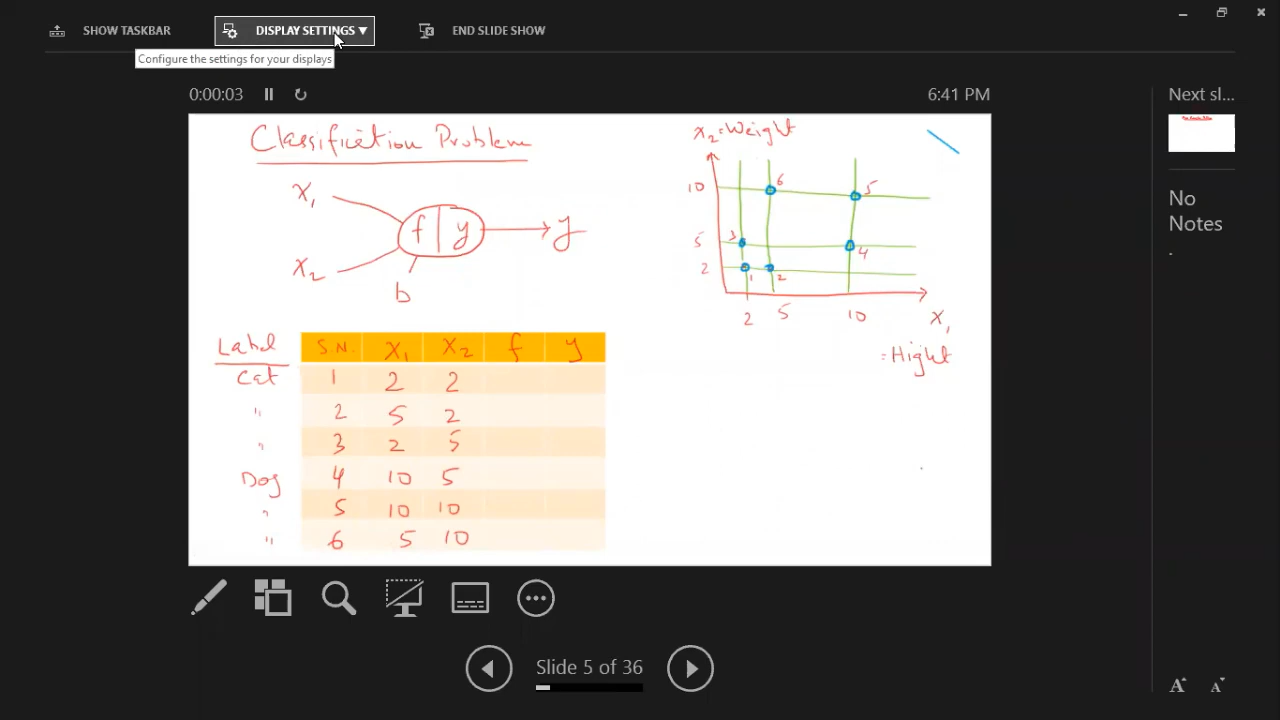 SHOW TASKBAR
DISPLAY SETTINGS ▼
END SLIDE SHOW
Configure the settings for your displays
0:00:03
6:41 PM
Next sl...
No
Notes
Classification Problem
X1
X2
b
f | y
y
X2=Weight
10
5
2
6
5
3
4
1
2
2 5 10
X1
=Hight
Label S N. X1 X2 f y
Cat 1 2 2
" 2 5 2
" 3 2 5
Dog 4 10 5
" 5 10 10
" 6 5 10
Slide 5 of 36
A A